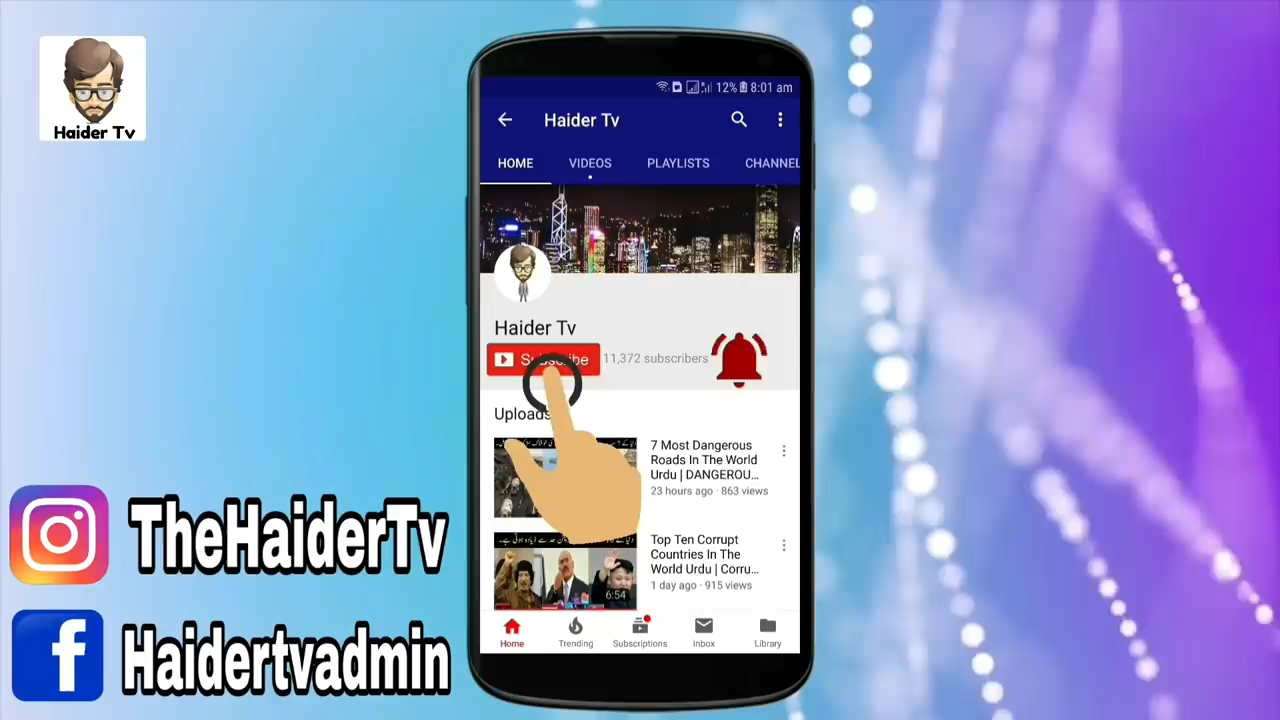 Haider Tv
12% 8:01 am
Haider Tv
HOME VIDEOS PLAYLISTS CHANNEL
Haider Tv
Subscribe 11,372 subscribers
Uploads
7 Most Dangerous
Roads In The World
Urdu | DANGEROU...
23 hours ago · 863 views
Top Ten Corrupt
Countries In The
World Urdu | Corru...
1 day ago · 915 views
6:54
Home Trending Subscriptions Inbox Library
TheHaiderTv
Haidertvadmin